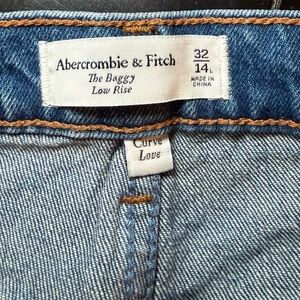 Abercrombie & Fitch
The Baggy
Low Rise
32
14L
MADE IN
CHINA
Curve
Love